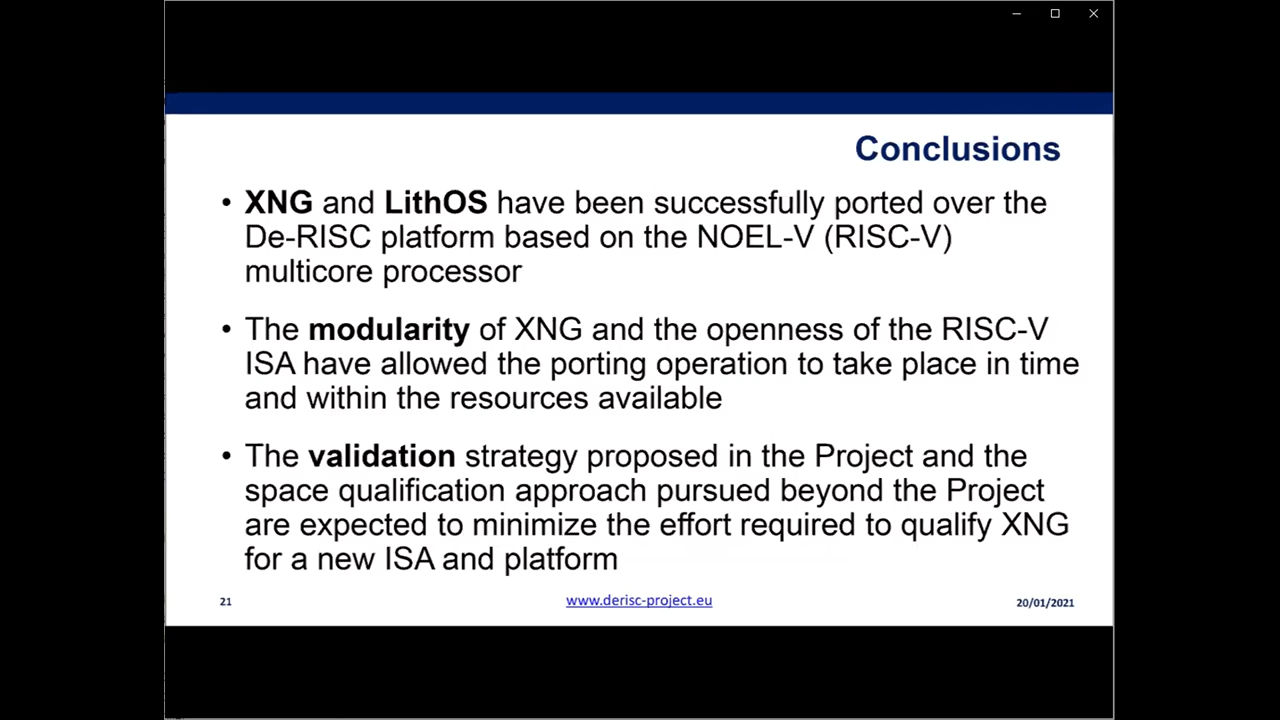 Conclusions
• XNG and LithOS have been successfully ported over the
De-RISC platform based on the NOEL-V (RISC-V)
multicore processor
• The modularity of XNG and the openness of the RISC-V
ISA have allowed the porting operation to take place in time
and within the resources available
• The validation strategy proposed in the Project and the
space qualification approach pursued beyond the Project
are expected to minimize the effort required to qualify XNG
for a new ISA and platform
21
www.derisc-project.eu
20/01/2021